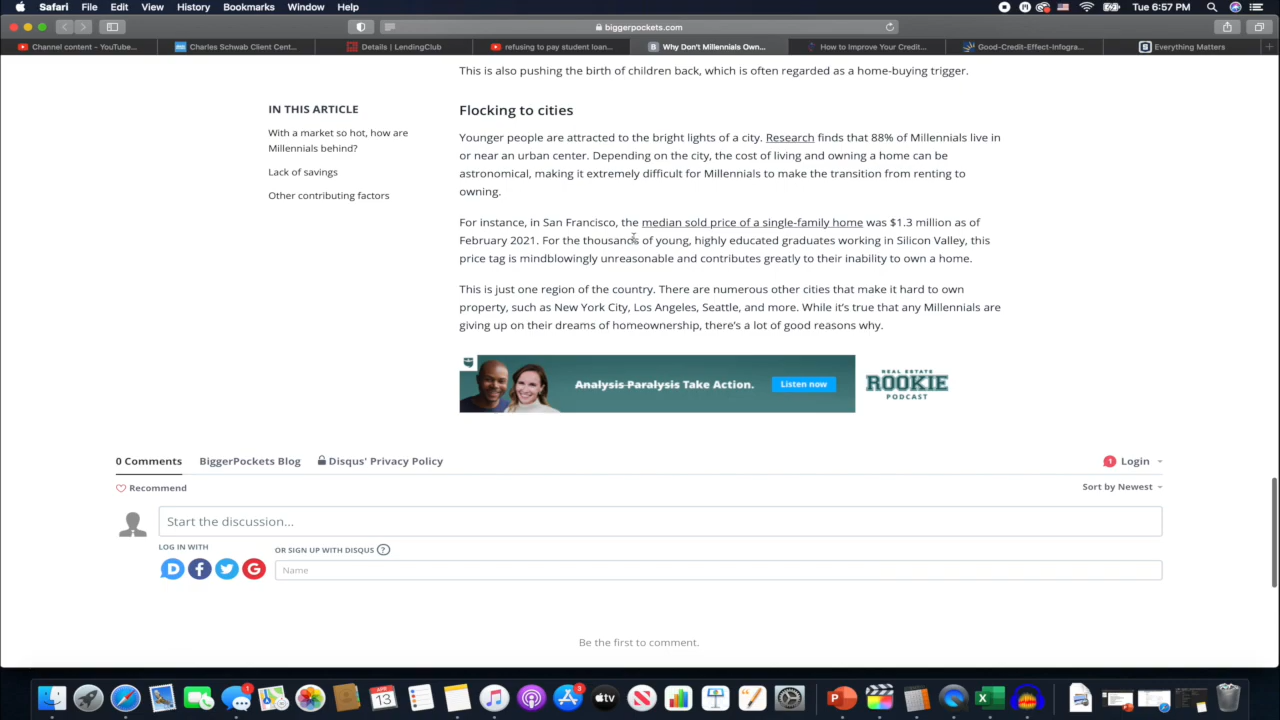 Safari File Edit View History Bookmarks Window Help
Tue 6:57 PM
biggerpockets.com
Channel content - YouTube...
Charles Schwab Client Cent...
Details | LendingClub
refusing to pay student loan...
Why Don't Millennials Own...
How to Improve Your Credit...
Good-Credit-Effect-Infogra...
Everything Matters
This is also pushing the birth of children back, which is often regarded as a home-buying trigger.
IN THIS ARTICLE
With a market so hot, how are
Millennials behind?
Lack of savings
Other contributing factors
Flocking to cities
Younger people are attracted to the bright lights of a city. Research finds that 88% of Millennials live in
or near an urban center. Depending on the city, the cost of living and owning a home can be
astronomical, making it extremely difficult for Millennials to make the transition from renting to
owning.
For instance, in San Francisco, the median sold price of a single-family home was $1.3 million as of
February 2021. For the thousands of young, highly educated graduates working in Silicon Valley, this
price tag is mindblowingly unreasonable and contributes greatly to their inability to own a home.
This is just one region of the country. There are numerous other cities that make it hard to own
property, such as New York City, Los Angeles, Seattle, and more. While it's true that any Millennials are
giving up on their dreams of homeownership, there's a lot of good reasons why.
Analysis Paralysis Take Action.
Listen now
REAL ESTATE
ROOKIE
PODCAST
0 Comments BiggerPockets Blog Disqus' Privacy Policy
1 Login
Recommend
Sort by Newest
Start the discussion...
LOG IN WITH
OR SIGN UP WITH DISQUS ?
Name
Be the first to comment.
1
APR
13
3
tv